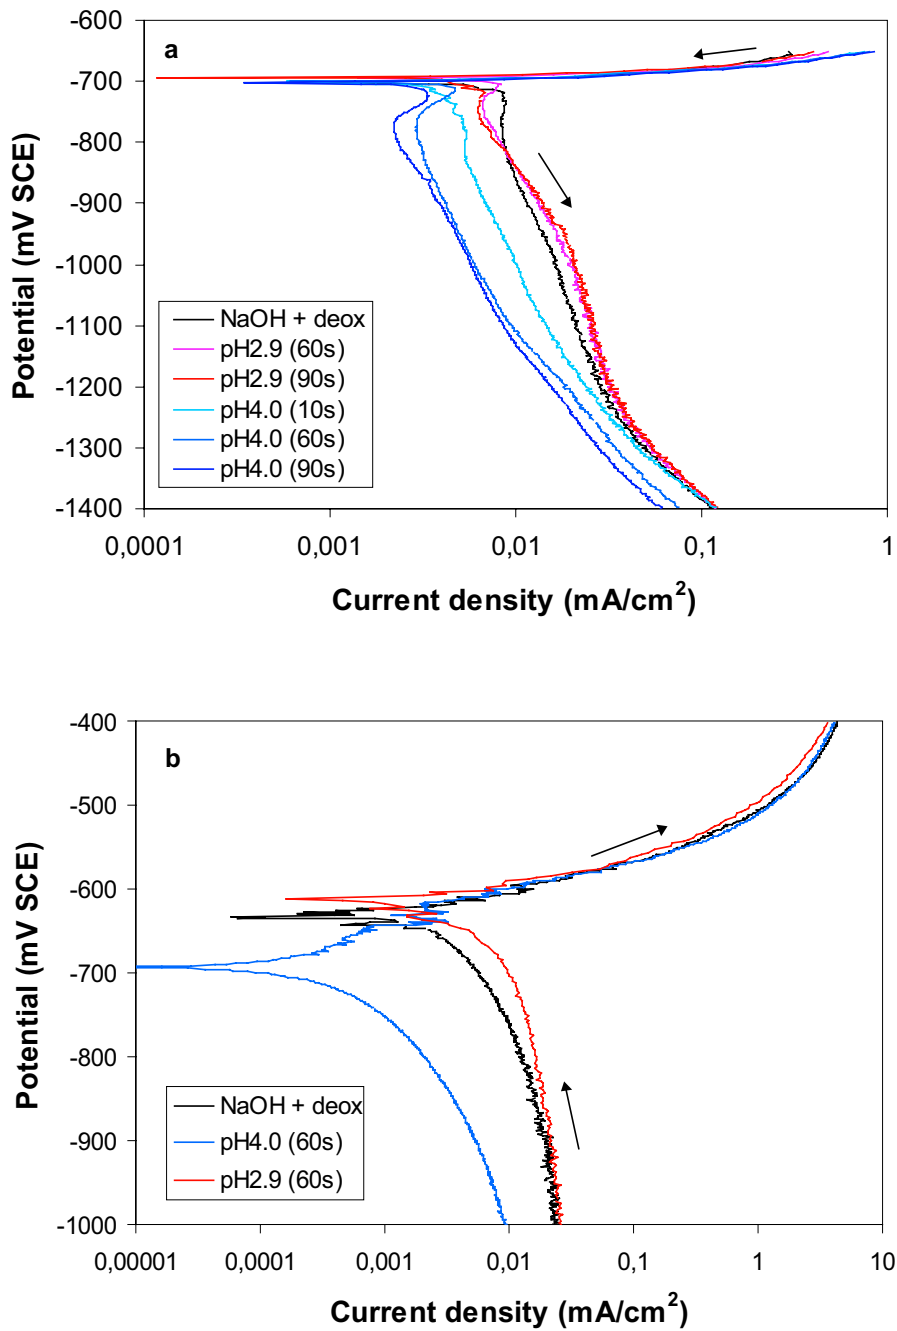 a
-600
-700
-800
-900
-1000
-1100
-1200
-1300
-1400
Potential (mV SCE)
NaOH + deox
pH2.9 (60s)
pH2.9 (90s)
pH4.0 (10s)
pH4.0 (60s)
pH4.0 (90s)
0,0001 0,001 0,01 0,1 1
Current density (mA/cm²)
b
-400
-500
-600
-700
-800
-900
-1000
Potential (mV SCE)
NaOH + deox
pH4.0 (60s)
pH2.9 (60s)
0,00001 0,0001 0,001 0,01 0,1 1 10
Current density (mA/cm²)